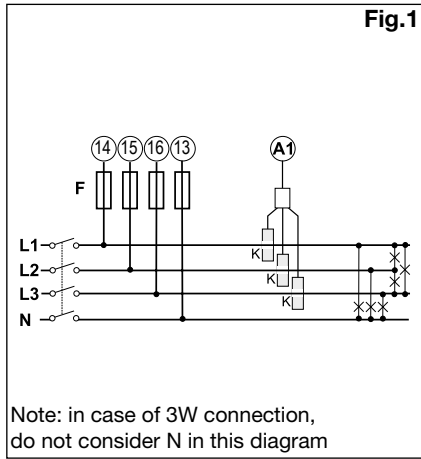 Fig.1
14 15 16 13 A1
F
L1
K
L2
K
L3
K
N
Note: in case of 3W connection,
do not consider N in this diagram